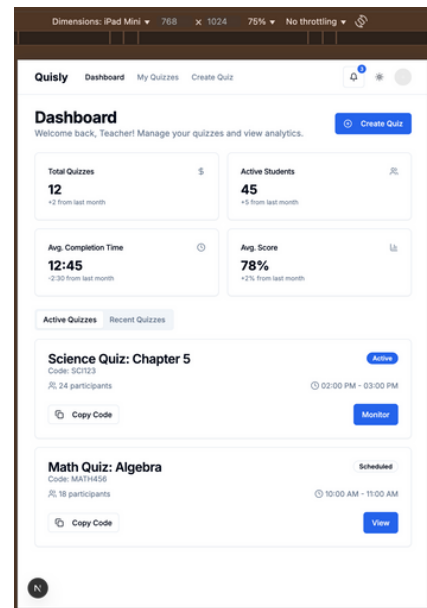 Dimensions: iPad Mini ▼ 768 × 1024 75% ▼ No throttling ▼
Quisly Dashboard My Quizzes Create Quiz 3
Dashboard
Welcome back, Teacher! Manage your quizzes and view analytics.
Create Quiz
Total Quizzes $
12
+2 from last month
Active Students
45
+5 from last month
Avg. Completion Time
12:45
-2:30 from last month
Avg. Score
78%
+2% from last month
Active Quizzes Recent Quizzes
Science Quiz: Chapter 5 Active
Code: SCI123
24 participants 02:00 PM - 03:00 PM
Copy Code Monitor
Math Quiz: Algebra Scheduled
Code: MATH456
18 participants 10:00 AM - 11:00 AM
Copy Code View
N